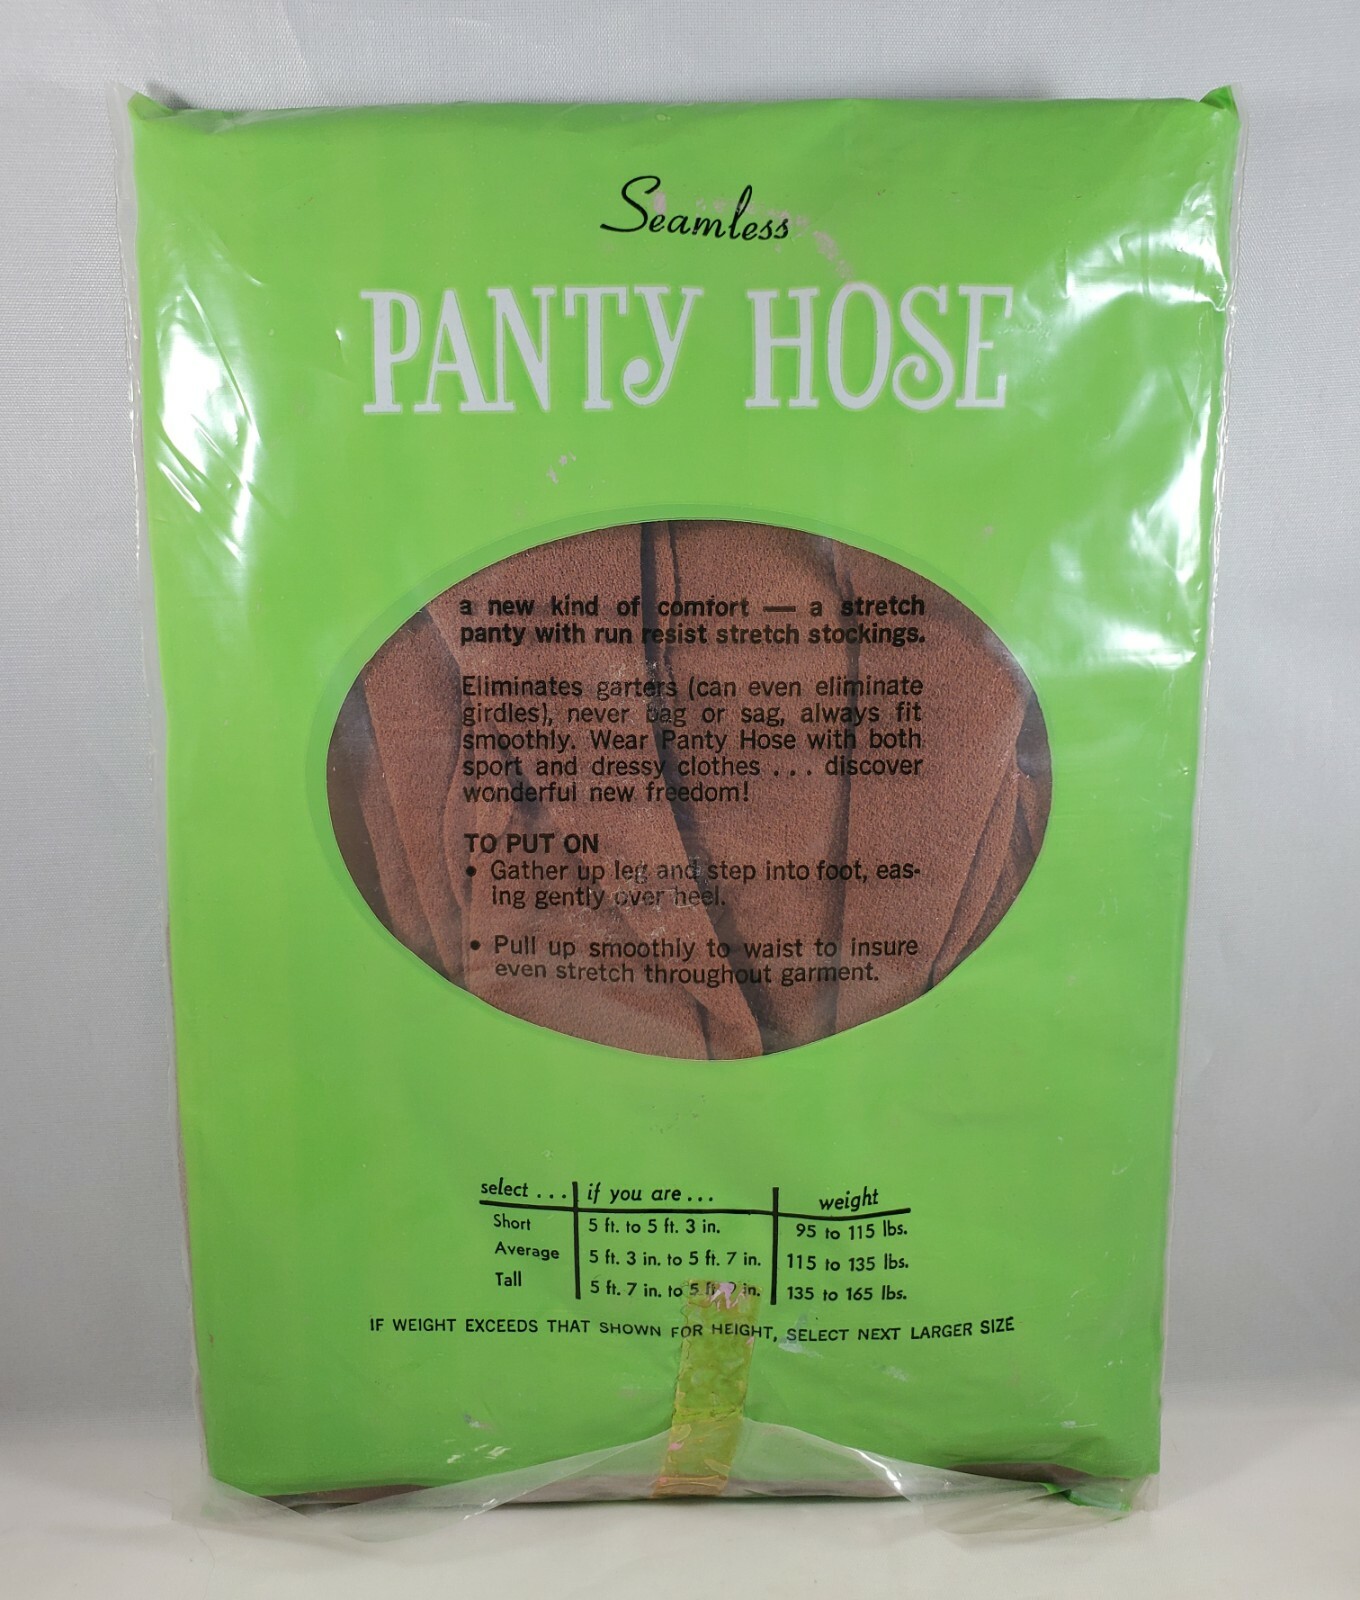 Seamless
PANTY HOSE
a new kind of comfort — a stretch
panty with run resist stretch stockings.
Eliminates garters (can even eliminate
girdles), never bag or sag, always fit
smoothly. Wear Panty Hose with both
sport and dressy clothes . . . discover
wonderful new freedom!
TO PUT ON
• Gather up leg and step into foot, eas-
ing gently over heel.
• Pull up smoothly to waist to insure
even stretch throughout garment.
select . . . if you are . . . weight
Short 5 ft. to 5 ft. 3 in. 95 to 115 lbs.
Average 5 ft. 3 in. to 5 ft. 7 in. 115 to 135 lbs.
Tall 5 ft. 7 in. to 5 ft. in. 135 to 165 lbs.
IF WEIGHT EXCEEDS THAT SHOWN FOR HEIGHT, SELECT NEXT LARGER SIZE